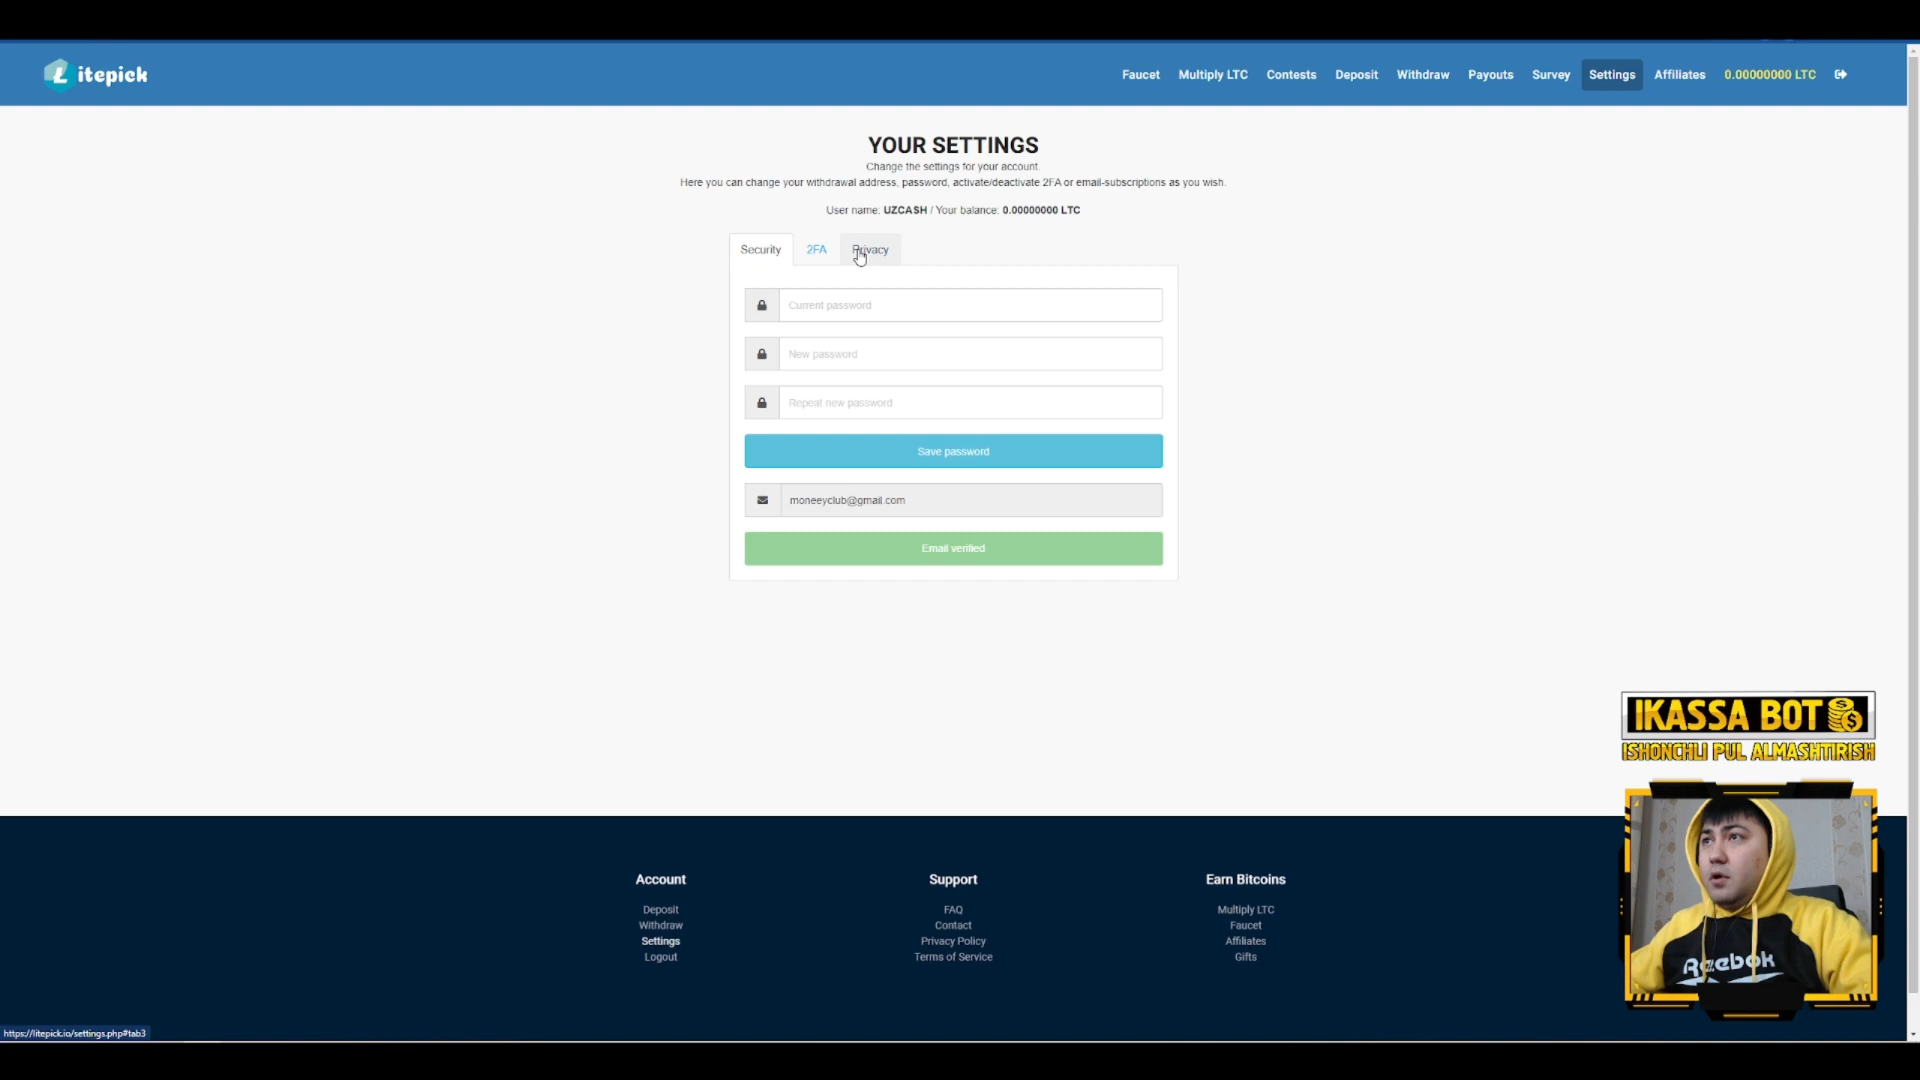 Litepick
Faucet Multiply LTC Contests Deposit Withdraw Payouts Survey Settings Affiliates 0.00000000 LTC
YOUR SETTINGS
Change the settings for your account.
Here you can change your withdrawal address, password, activate/deactivate 2FA or email-subscriptions as you wish.
User name: UZCASH / Your balance: 0.00000000 LTC
Security 2FA Privacy
Current password
New password
Repeat new password
Save password
moneeyclub@gmail.com
Email verified
IKASSA BOT
ISHONCHLI PUL ALMASHTIRISH
Account
Deposit
Withdraw
Settings
Logout
Support
FAQ
Contact
Privacy Policy
Terms of Service
Earn Bitcoins
Multiply LTC
Faucet
Affiliates
Gifts
Reebok
https://litepick.io/settings.php#tab3